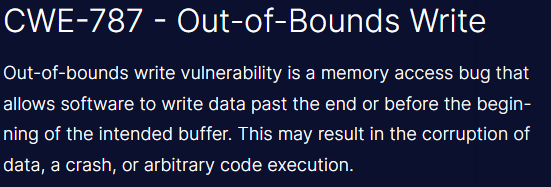 CWE-787 - Out-of-Bounds Write
Out-of-bounds write vulnerability is a memory access bug that
allows software to write data past the end or before the begin-
ning of the intended buffer. This may result in the corruption of
data, a crash, or arbitrary code execution.